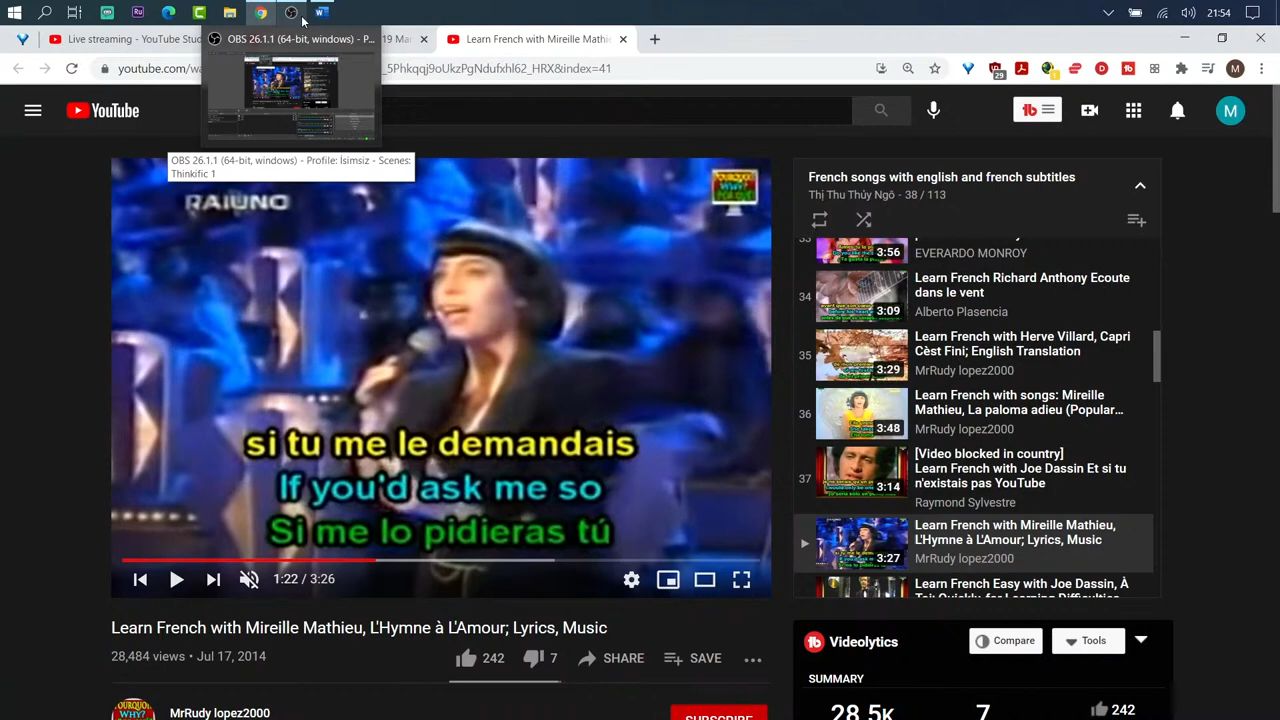 21:54
OBS 26.1.1 (64-bit, windows) - P...
Live streaming - YouTube Stu
19 Mar
Learn French with Mireille Mathie
29
1
M
YouTube
M
OBS 26.1.1 (64-bit, windows) - Profile: İsimsiz - Scenes:
Thinkific 1
RAIUNO
WHY?
si tu me le demandais
If you'd ask me so
Si me lo pidieras tú
1:22 / 3:26
French songs with english and french subtitles
Thị Thu Thủy Ngô - 38 / 113
33
3:56
EVERARDO MONROY
34
3:09
Learn French Richard Anthony Ecoute
dans le vent
Alberto Plasencia
35
3:29
Learn French with Herve Villard, Capri
Cèst Fini; English Translation
MrRudy lopez2000
36
3:48
Learn French with songs: Mireille
Mathieu, La paloma adieu (Popular...
MrRudy lopez2000
37
3:14
[Video blocked in country]
Learn French with Joe Dassin Et si tu
n'existais pas YouTube
Raymond Sylvestre
3:27
Learn French with Mireille Mathieu,
L'Hymne à L'Amour; Lyrics, Music
MrRudy lopez2000
Learn French Easy with Joe Dassin, À
Learn French with Mireille Mathieu, L'Hymne à L'Amour; Lyrics, Music
28,484 views • Jul 17, 2014
242
7
SHARE
SAVE
Videolytics
Compare
Tools
SUMMARY
28.5K
7
242
POURQUOI
WHY?
MrRudy lopez2000
SUBSCRIBE